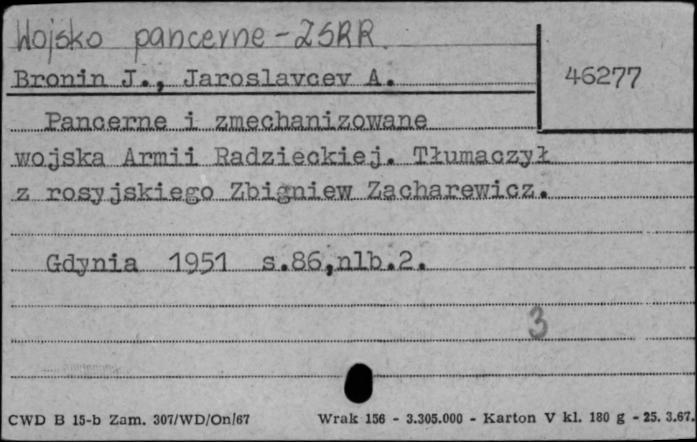 Wojsko pancerne - ZSRR.
Bronin J., Jaroslavcev A.
46277
Pancerne i zmechanizowane
wojska Armii Radzieckiej. Tłumaczył
z rosyjskiego Zbigniew Zacharewicz.
Gdynia 1951 s.86,nlb.2.
3
CWD B 15-b Zam. 307/WD/On/67 Wrak 156 - 3.305.000 - Karton V kl. 180 g - 25. 3.67.